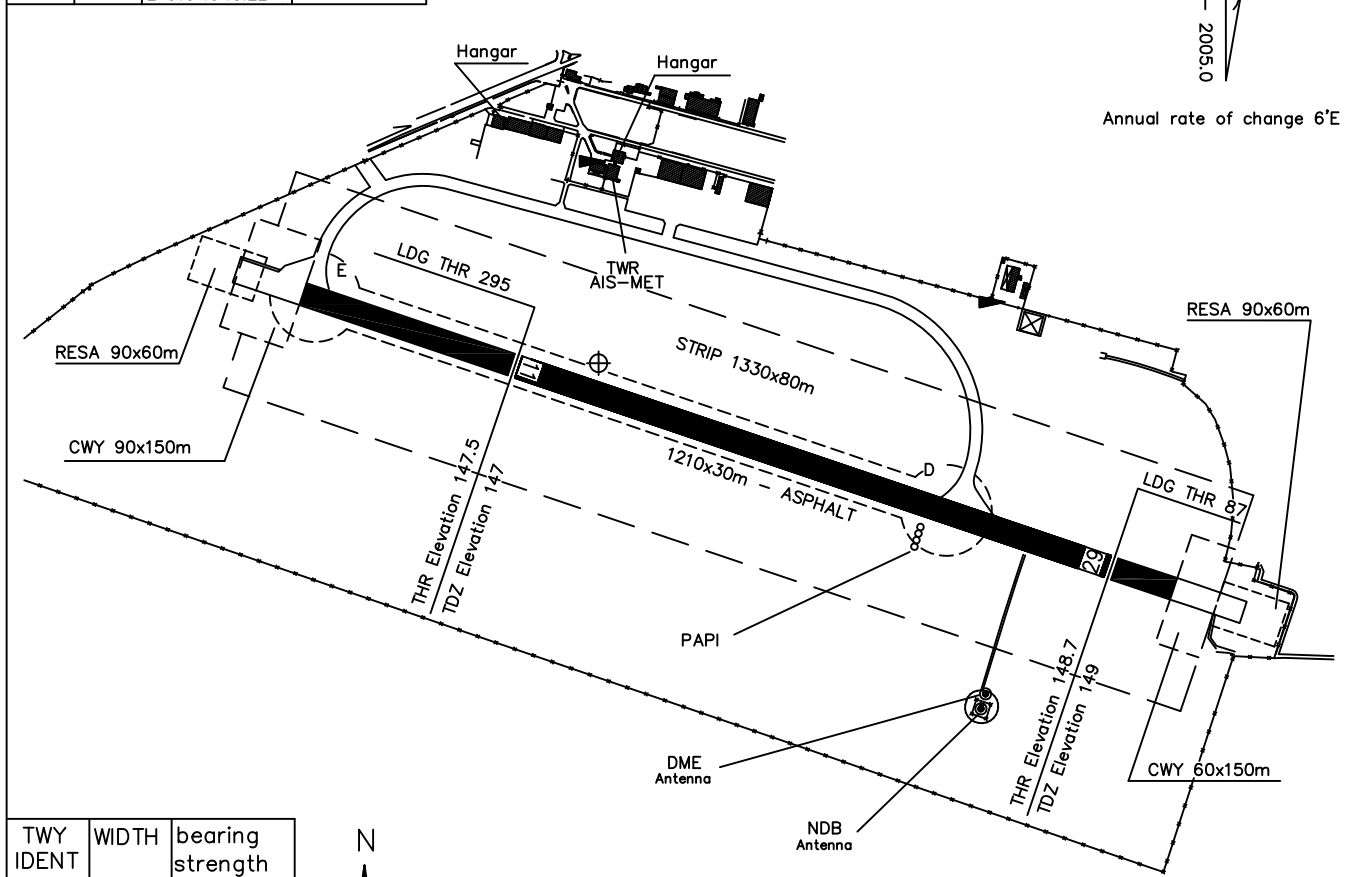 2005.0
Annual rate of change 6'E
Hangar
Hangar
TWR
AIS-MET
E
LDG THR 295
RESA 90x60m
RESA 90x60m
STRIP 1330x80m
11
CWY 90x150m
1210x30m - ASPHALT
D
LDG THR 87
THR Elevation 147.5
TDZ Elevation 147
29
PAPI
THR Elevation 148.7
TDZ Elevation 149
DME
Antenna
CWY 60x150m
NDB
Antenna
TWY IDENT
WIDTH
bearing strength
N